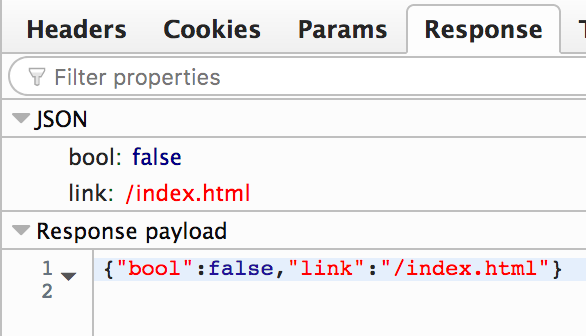 Headers Cookies Params Response
Filter properties
JSON
bool: false
link: /index.html
Response payload
1 {"bool":false,"link":"/index.html"}
2